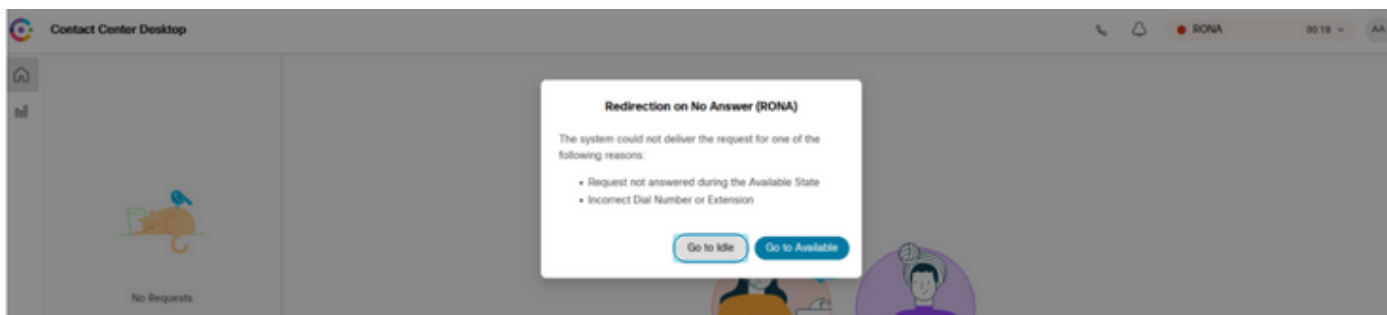 Contact Center Desktop
RONA
00:19
AA
Redirection on No Answer (RONA)
The system could not deliver the request for one of the
following reasons:
• Request not answered during the Available State
• Incorrect Dial Number or Extension
Go to Idle
Go to Available
No Requests